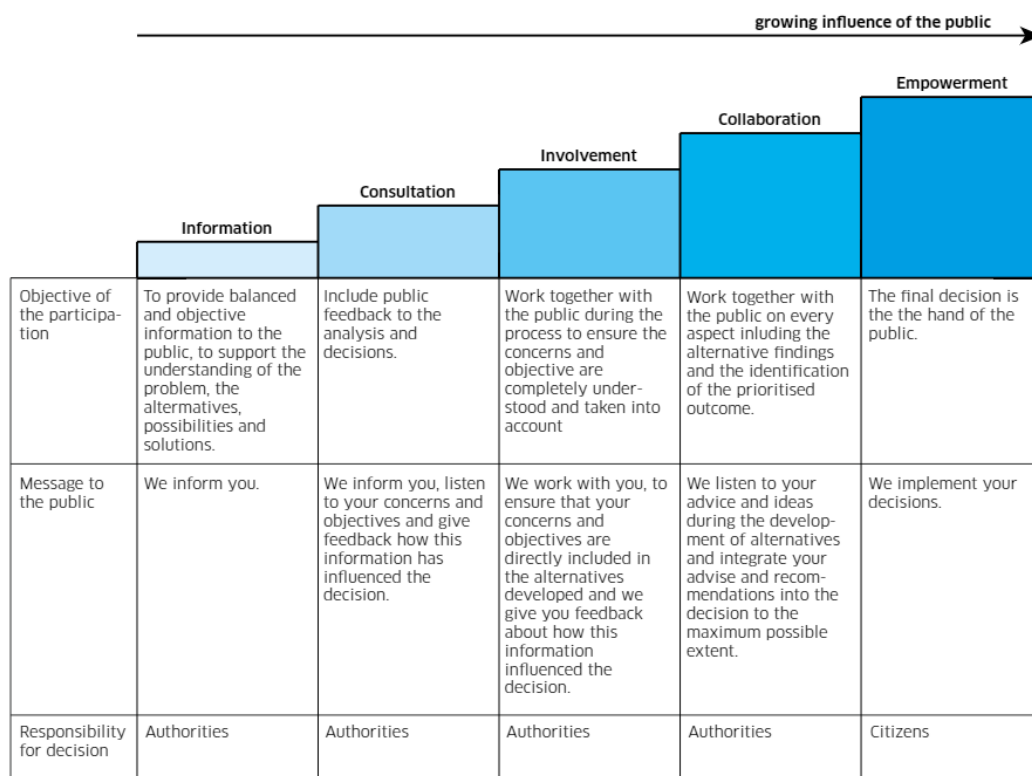 growing influence of the public
Empowerment
Collaboration
Involvement
Consultation
Information
Objective of
the participa-
tion
To provide balanced
and objective
information to the
public, to support the
understanding of the
problem, the
alternatives,
possibilities and
solutions.
Include public
feedback to the
analysis and
decisions.
Work together with
the public during the
process to ensure the
concerns and
objective are
completely under-
stood and taken into
account
Work together with
the public on every
aspect inluding the
alternative findings
and the identification
of the prioritised
outcome.
The final decision is
the the hand of the
public.
Message to
the public
We inform you.
We inform you, listen
to your concerns and
objectives and give
feedback how this
information has
influenced the
decision.
We work with you, to
ensure that your
concerns and
objectives are
directly included in
the alternatives
developed and we
give you feedback
about how this
information
influenced the
decision.
We listen to your
advice and ideas
during the develop-
ment of alternatives
and integrate your
advise and recom-
mendations into the
decision to the
maximum possible
extent.
We implement your
decisions.
Responsibility
for decision
Authorities
Authorities
Authorities
Authorities
Citizens